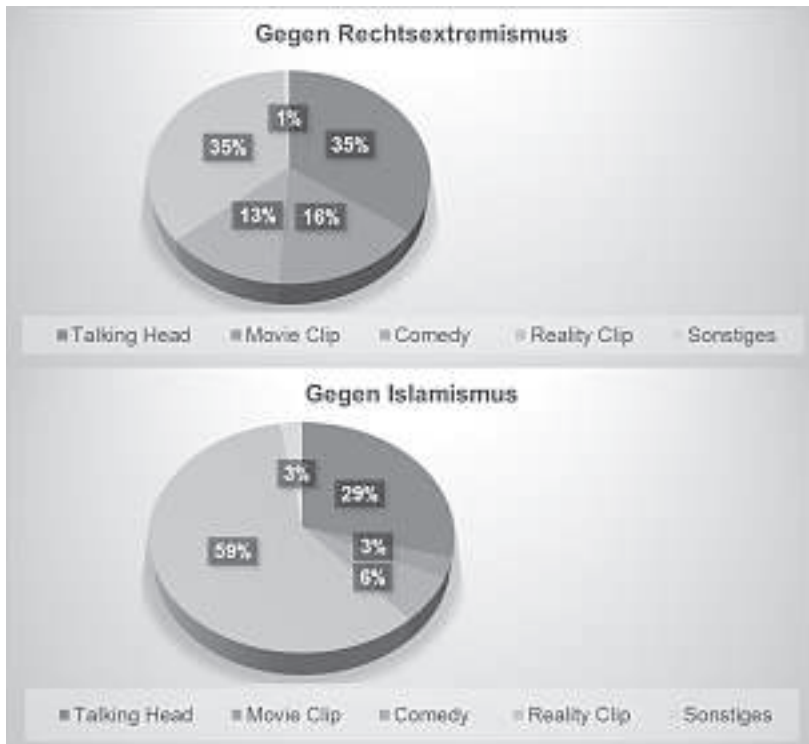 Gegen Rechtsextremismus
1%
35%
35%
13%
16%
Talking Head Movie Clip Comedy Reality Clip Sonstiges
Gegen Islamismus
3%
29%
3%
59%
6%
Talking Head Movie Clip Comedy Reality Clip Sonstiges